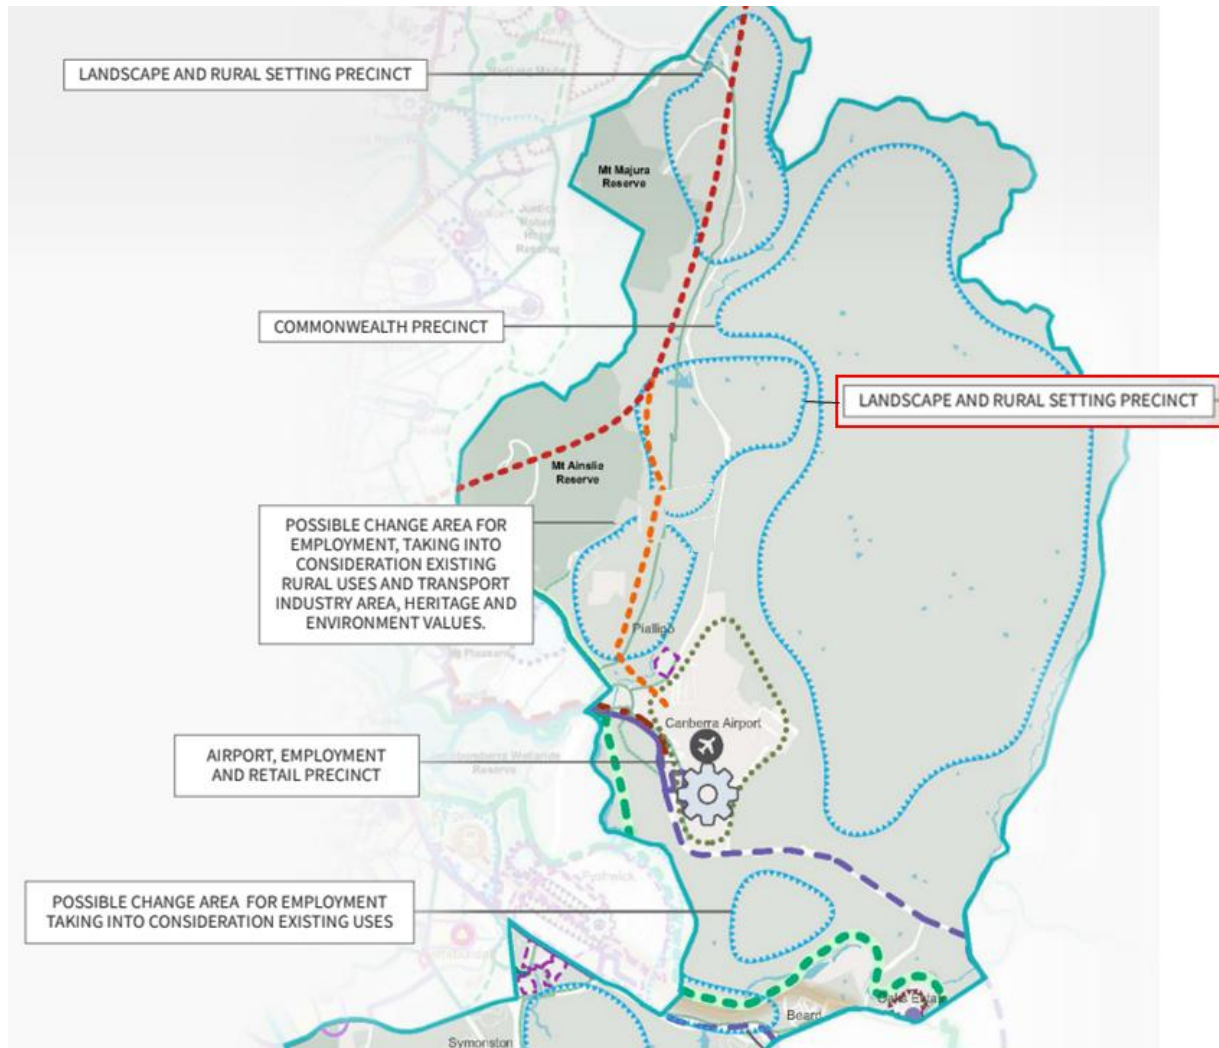 LANDSCAPE AND RURAL SETTING PRECINCT
Mt Majura
Reserve
COMMONWEALTH PRECINCT
LANDSCAPE AND RURAL SETTING PRECINCT
Mt Ainslie
Reserve
POSSIBLE CHANGE AREA FOR
EMPLOYMENT, TAKING INTO
CONSIDERATION EXISTING
RURAL USES AND TRANSPORT
INDUSTRY AREA, HERITAGE AND
ENVIRONMENT VALUES.
Canberra Airport
AIRPORT, EMPLOYMENT
AND RETAIL PRECINCT
Reserve
Fyshwick
POSSIBLE CHANGE AREA FOR EMPLOYMENT
TAKING INTO CONSIDERATION EXISTING USES
Beard
Symonston